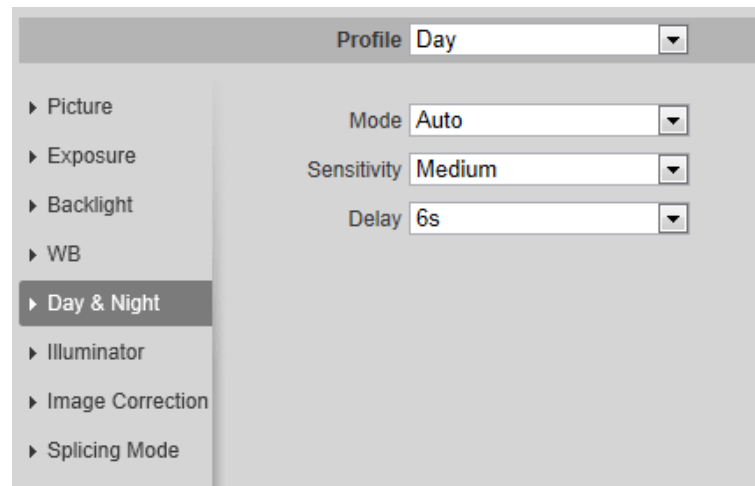 Profile Day
Picture
Mode Auto
Exposure
Sensitivity Medium
Backlight
Delay 6s
WB
Day & Night
Illuminator
Image Correction
Splicing Mode